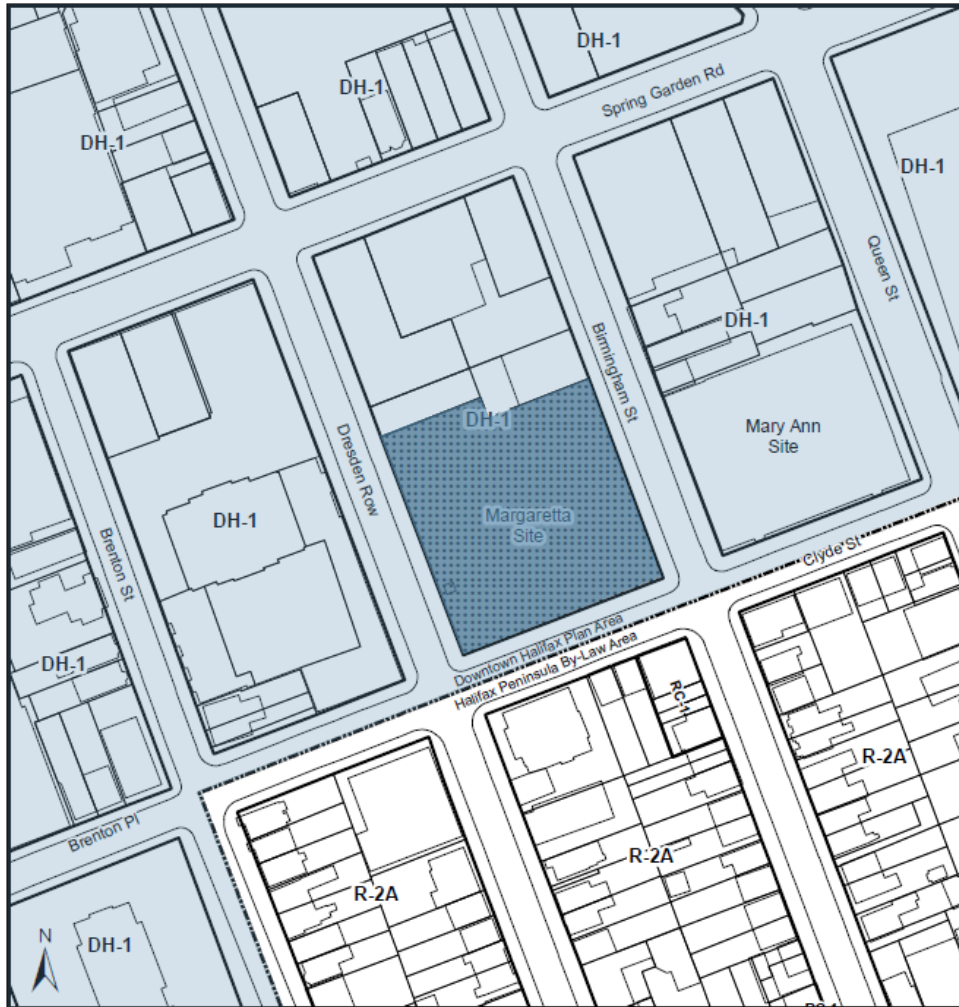 DH-1
DH-1
Spring Garden Rd
DH-1
DH-1
Queen St
DH-1
Birmingham St
DH-1
Mary Ann
Site
Dresden Row
Margaretta
Site
DH-1
Brenton St
Clyde St
Downtown Halifax Plan Area
Halifax Peninsula By-Law Area
DH-1
RC-1
R-2A
Brenton Pl
R-2A
R-2A
N
DH-1